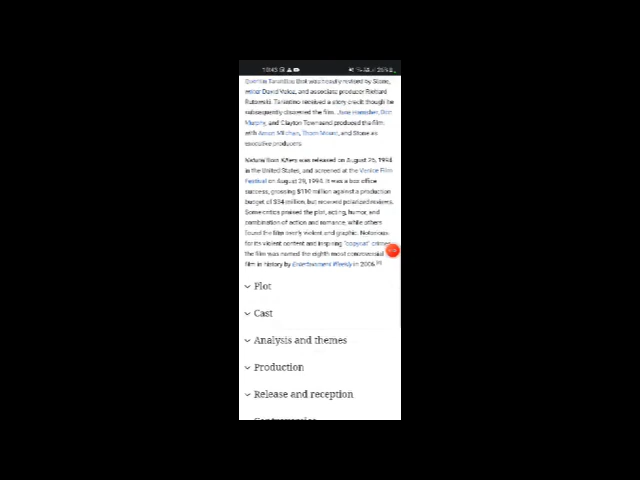 Quentin Tarantino that was heavily revised by Stone,
writer David Veloz, and associate producer Richard
Rutowski. Tarantino received a story credit though he
subsequently disowned the film. Jane Hamsher, Don
Murphy, and Clayton Townsend produced the film,
with Arnon Milchan, Thom Mount, and Stone as
executive producers.
Natural Born Killers was released on August 26, 1994
in the United States, and screened at the Venice Film
Festival on August 29, 1994. It was a box office
success, grossing $110 million against a production
budget of $34 million, but received polarized reviews.
Some critics praised the plot, acting, humor, and
combination of action and romance, while others
found the film overly violent and graphic. Notorious
for its violent content and inspiring "copycat" crimes,
the film was named the eighth most controversial
film in history by Entertainment Weekly in 2006.
Plot
Cast
Analysis and themes
Production
Release and reception